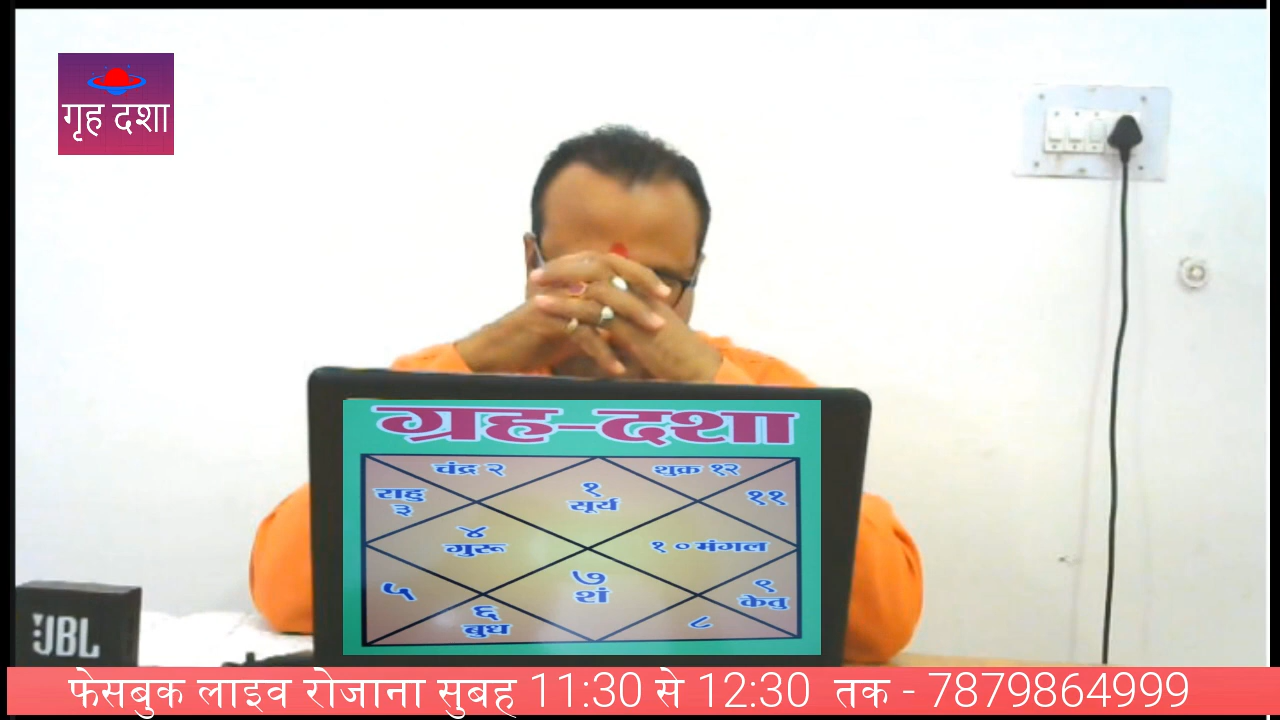 गृह दशा
ग्रह-दशा
चंद्र २
शुक्र १२
राहु
३
१
सूर्य
११
४
गुरू
१०मंगल
५
७
शं
९
केतु
६
बुध
८
JBL
फेसबुक लाइव रोजाना सुबह 11:30 से 12:30 तक - 7879864999